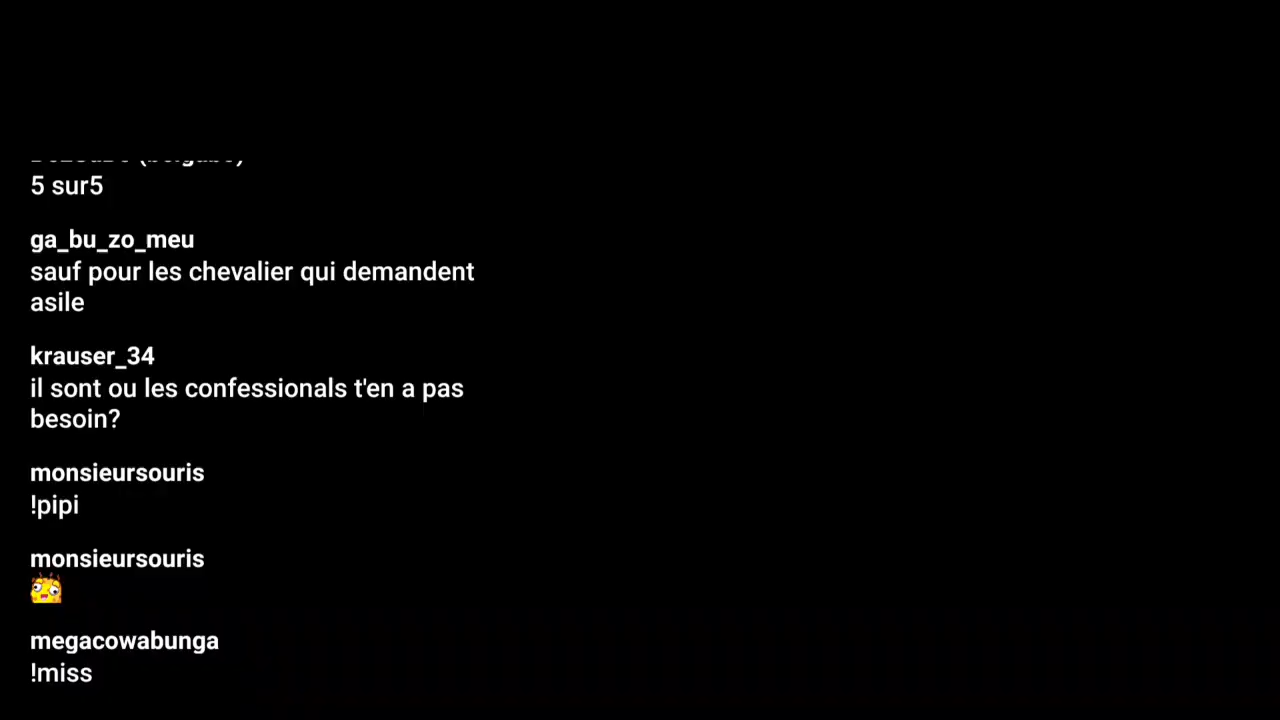 5 sur5
ga_bu_zo_meu
sauf pour les chevalier qui demandent
asile
krauser_34
il sont ou les confessionals t'en a pas
besoin?
monsieursouris
!pipi
monsieursouris
megacowabunga
!miss